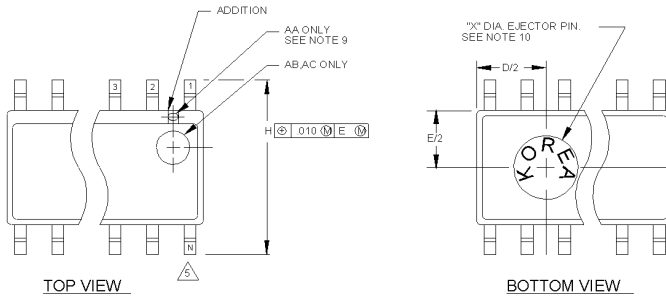 ADDITION
AA ONLY
SEE NOTE 9
AB,AC ONLY
3 2 1
H ⌖ .010 Ⓜ E Ⓜ
N
5
TOP VIEW
"X" DIA. EJECTOR PIN.
SEE NOTE 10
D/2
E/2
KOREA
BOTTOM VIEW